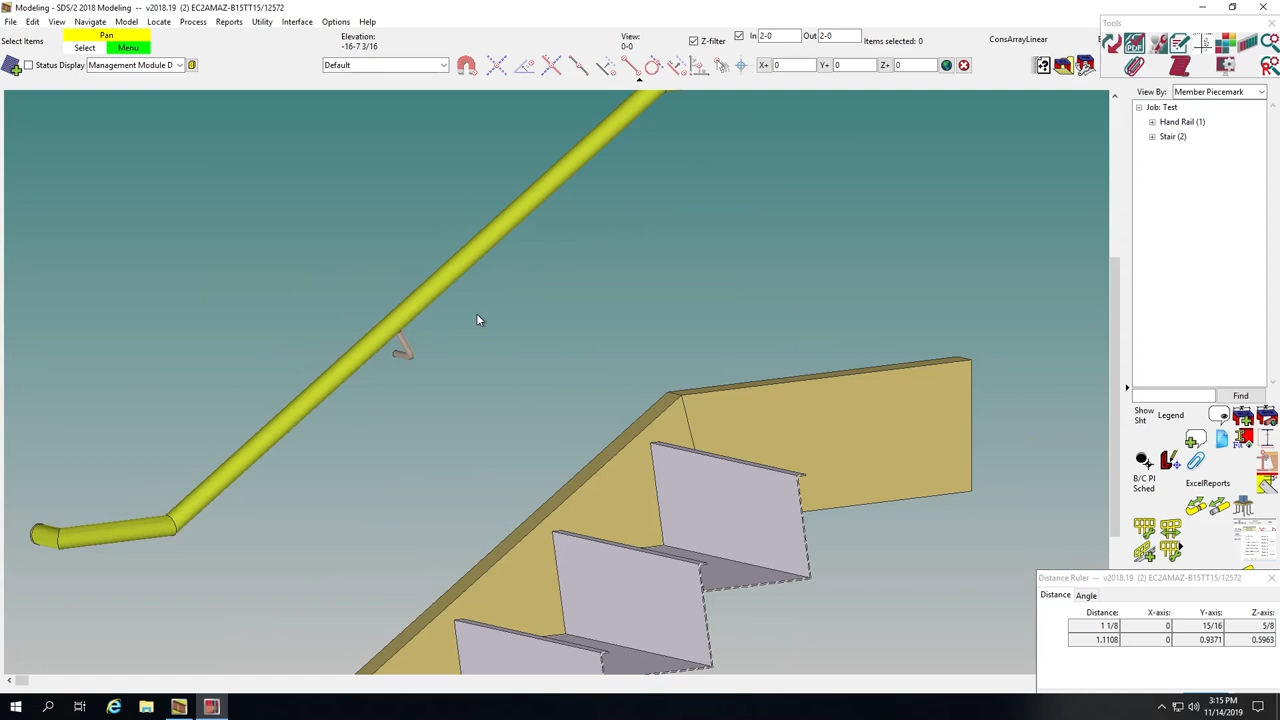 Modeling -- SDS/2 2018 Modeling -- v2018.19 (2) EC2AMAZ-B15TT15/12572
File Edit View Navigate Model Locate Process Reports Utility Interface Options Help
Select Items
Pan
Select Menu
Elevation:
-16-7 3/16
View:
0-0
Z-filter In 2-0 Out 2-0 Items selected: 0
ConsArrayLinear
Tools
Status Display Management Module D
Default
X+ 0 Y+ 0 Z+ 0
View By: Member Piecemark
Job: Test
Hand Rail (1)
Stair (2)
Find
Show Sht
Legend
B/C PI Sched
ExcelReports
Distance Ruler -- v2018.19 (2) EC2AMAZ-B15TT15/12572
Distance Angle
Distance: X-axis: Y-axis: Z-axis:
1 1/8 0 15/16 5/8
1.1108 0 0.9371 0.5963
3:15 PM
11/14/2019